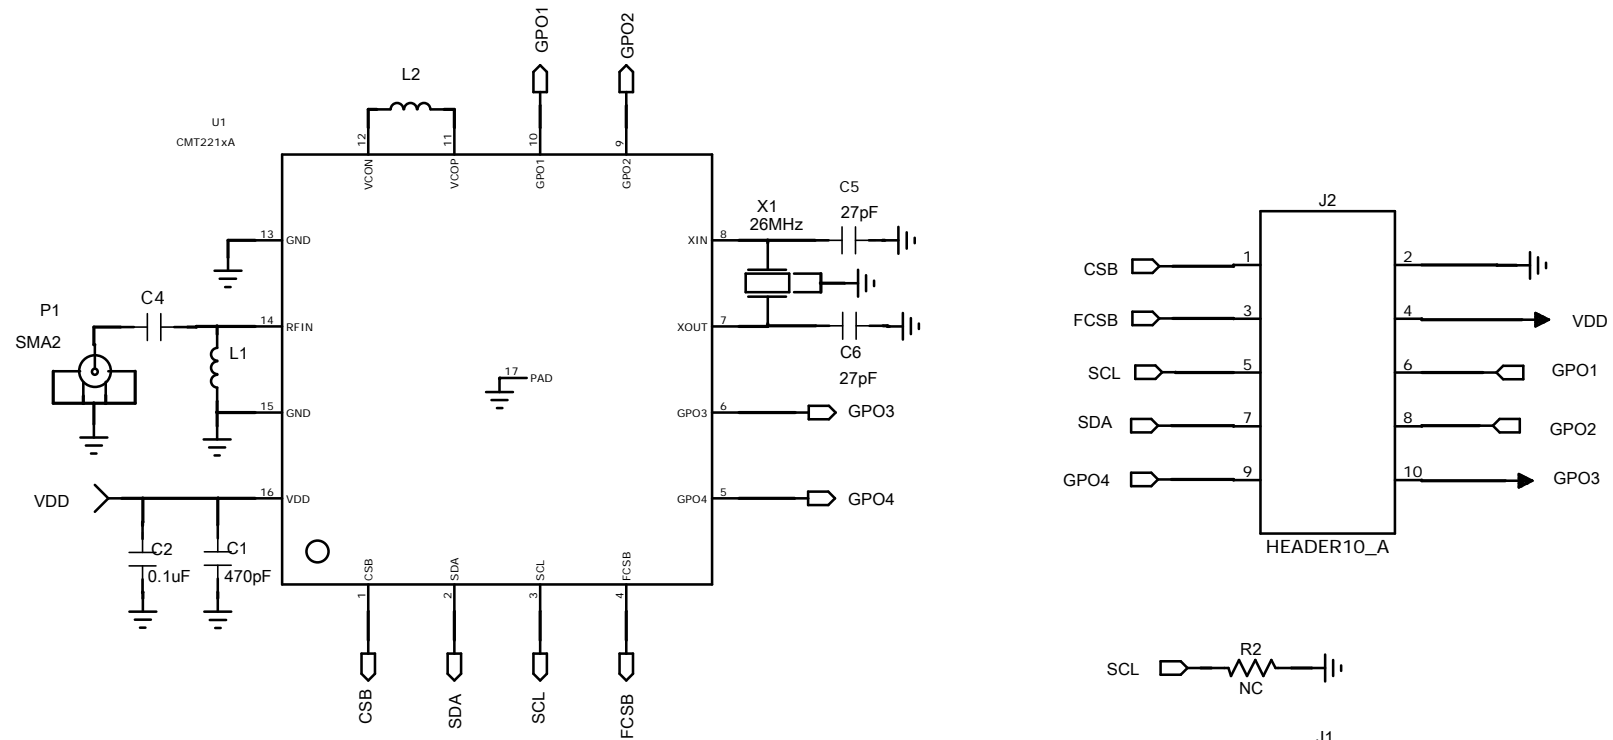 GPO1
GPO2
L2
U1
CMT221xA
12
11
10
9
VCON
VCOP
GPO1
GPO2
13
GND
XIN
8
X1
26MHz
C5
27pF
P1
SMA2
C4
14
RFIN
XOUT
7
C6
27pF
L1
17
PAD
15
GND
GPO3
6
GPO3
VDD
16
VDD
GPO4
5
GPO4
C2
0.1uF
C1
470pF
CSB
SDA
SCL
FCSB
1
2
3
4
CSB
SDA
SCL
FCSB
J2
CSB
1
2
FCSB
3
4
VDD
SCL
5
6
GPO1
SDA
7
8
GPO2
GPO4
9
10
GPO3
HEADER10_A
SCL
R2
NC
J1